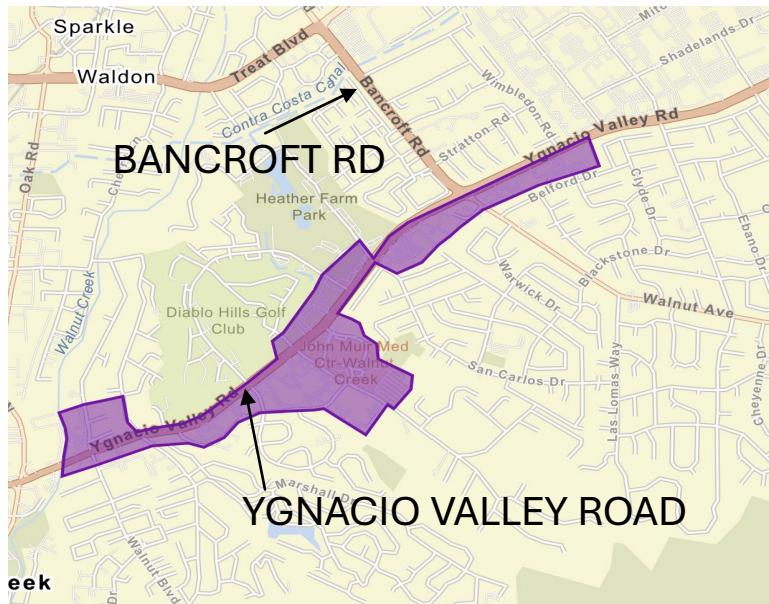 Sparkle
Waldon
Treat Blvd
Contra Costa Canal
Bancroft Rd
Shadelands Dr
Wimbledon Rd
Stratton Rd
Ygnacio Valley Rd
BANCROFT RD
Oak Rd
Heather Farm
Park
Belford Dr
Clyde Dr
Ebano Dr
Blackstone Dr
Warwick Dr
Walnut Ave
Walnut Creek
Diablo Hills Golf
Club
John Muir Med
Ctr-Walnut
Creek
San Carlos Dr
Las Lomas Way
Cheyenne Dr
Ygnacio Valley Rd
YGNACIO VALLEY ROAD
Marshall Dr
Walnut Blvd
eek